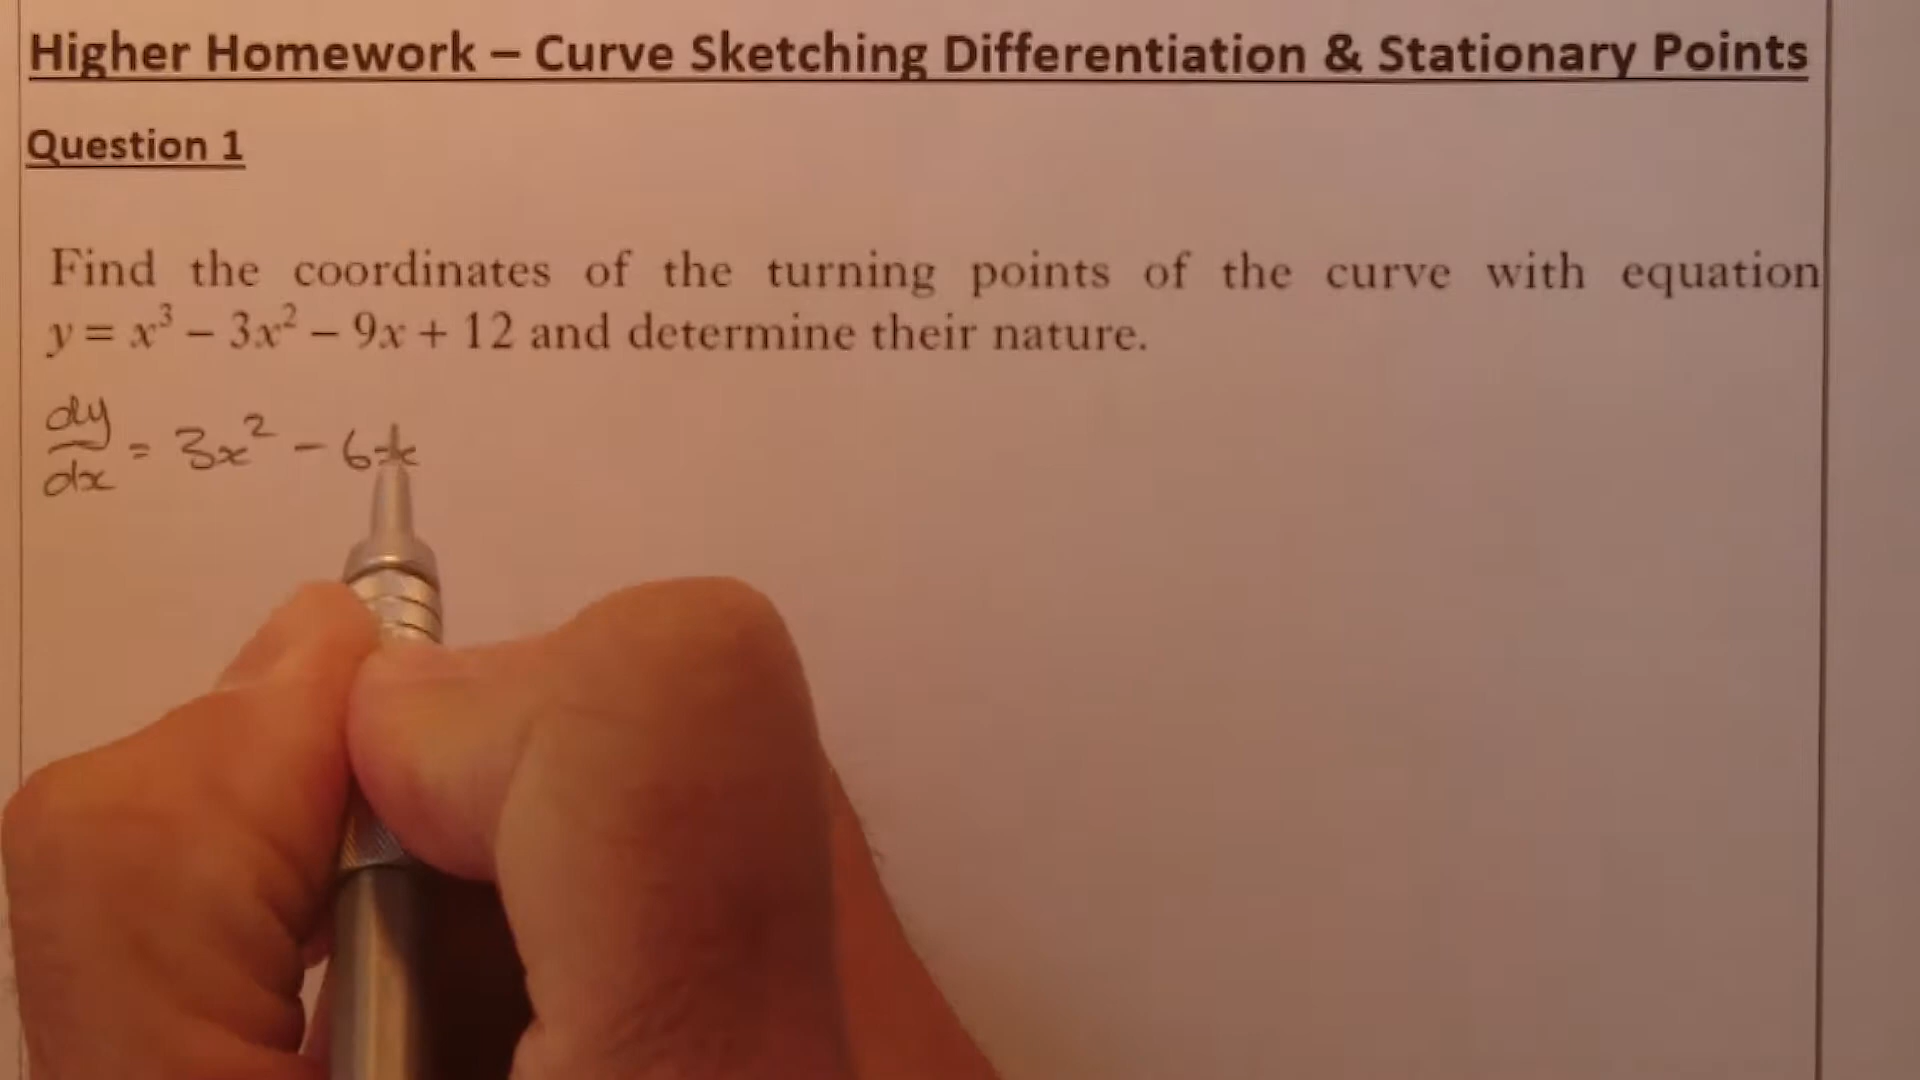 Higher Homework – Curve Sketching Differentiation & Stationary Points
Question 1
Find the coordinates of the turning points of the curve with equation
y = x³ – 3x² – 9x + 12 and determine their nature.
dy/dx = 3x² – 6x